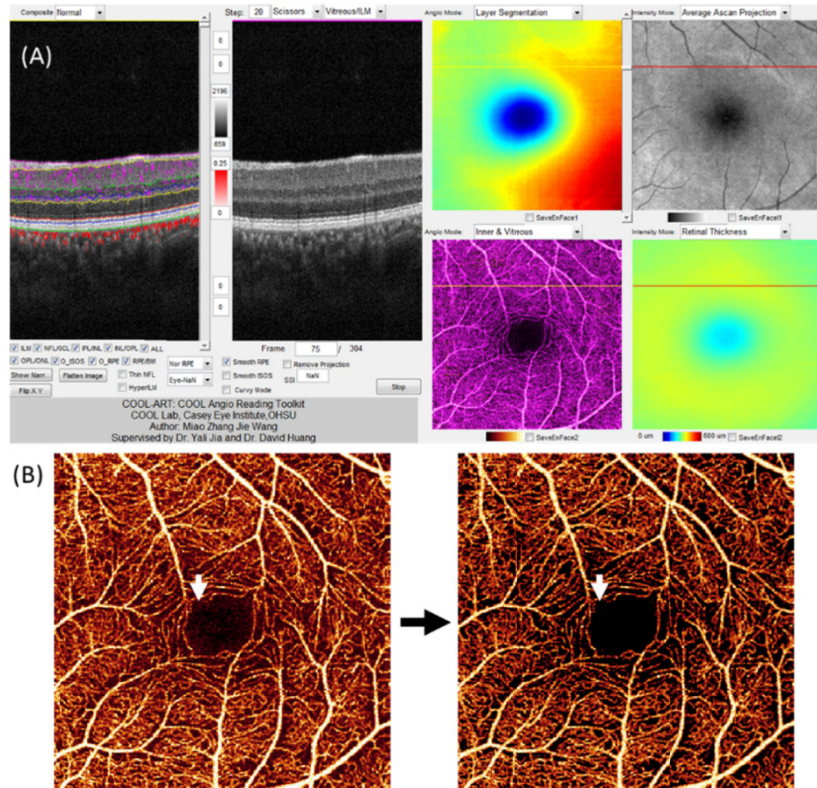 Composite Normal
Step: 20 Scissors Vitreous/ILM
Angio Mode: Layer Segmentation
Intensity Mode: Average Ascan Projection
(A)
0
0
2196
659
0.25
0
0
0
SaveEnFace1
SaveEnFace1
Angio Mode: Inner & Vitreous
Intensity Mode: Retinal Thickness
ILM NFL/GCL IPL/INL INL/OPL ALL
OPL/ONL O_ISOS O_RPE RPE/BM
Show Narr... Flatten Image Thin NFL
Flip X Y HyperILM
Nor RPE
Eye-NaN
Frame 75 / 304
Smooth RPE Remove Projection
Smooth ISOS SSI NaN
Curvy Mode
Stop
COOL-ART: COOL Angio Reading Toolkit
COOL Lab, Casey Eye Institute,OHSU
Author: Miao Zhang Jie Wang
Supervised by Dr. Yali Jia and Dr. David Huang
SaveEnFace2
0 um 600 um SaveEnFace2
(B)